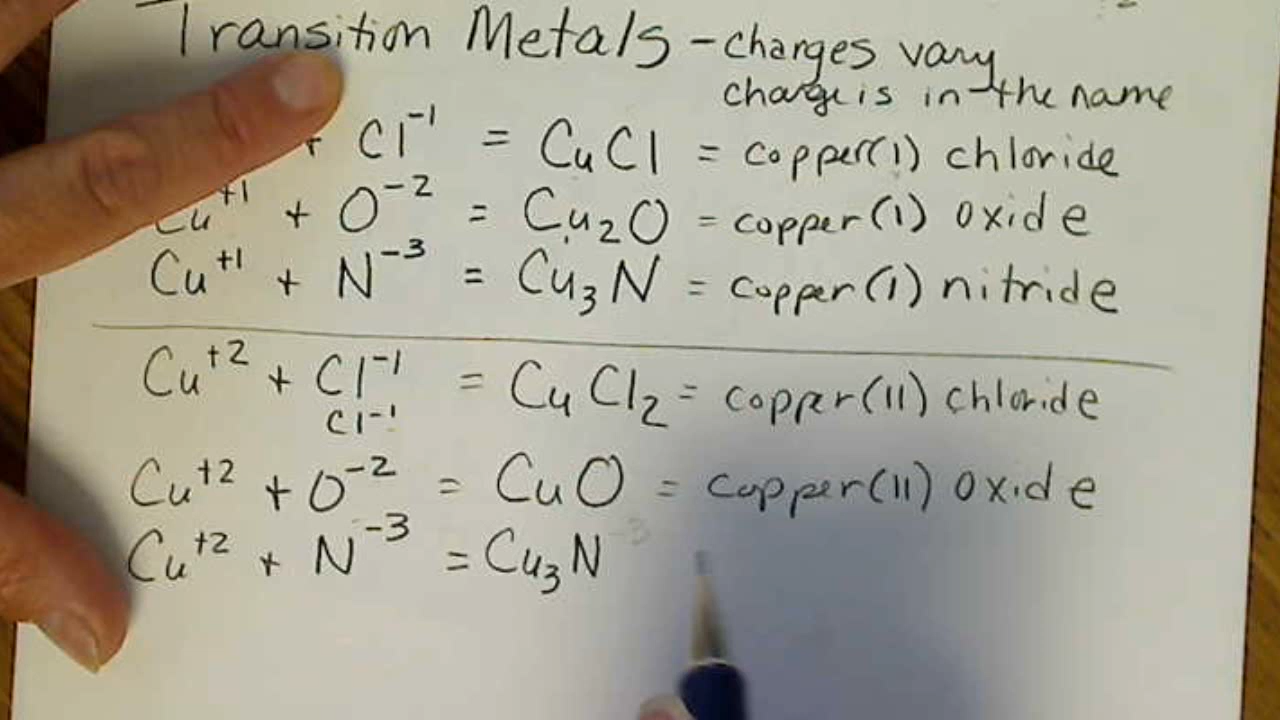 Transition Metals - charges vary
charge is in the name
+ Cl⁻¹ = CuCl = copper(I) chloride
Cu⁺¹ + O⁻² = Cu₂O = copper(I) oxide
Cu⁺¹ + N⁻³ = Cu₃N = copper(I) nitride
Cu⁺² + Cl⁻¹ = CuCl₂ = copper(II) chloride
Cl⁻¹
Cu⁺² + O⁻² = CuO = copper(II) oxide
Cu⁺² + N⁻³ = Cu₃N